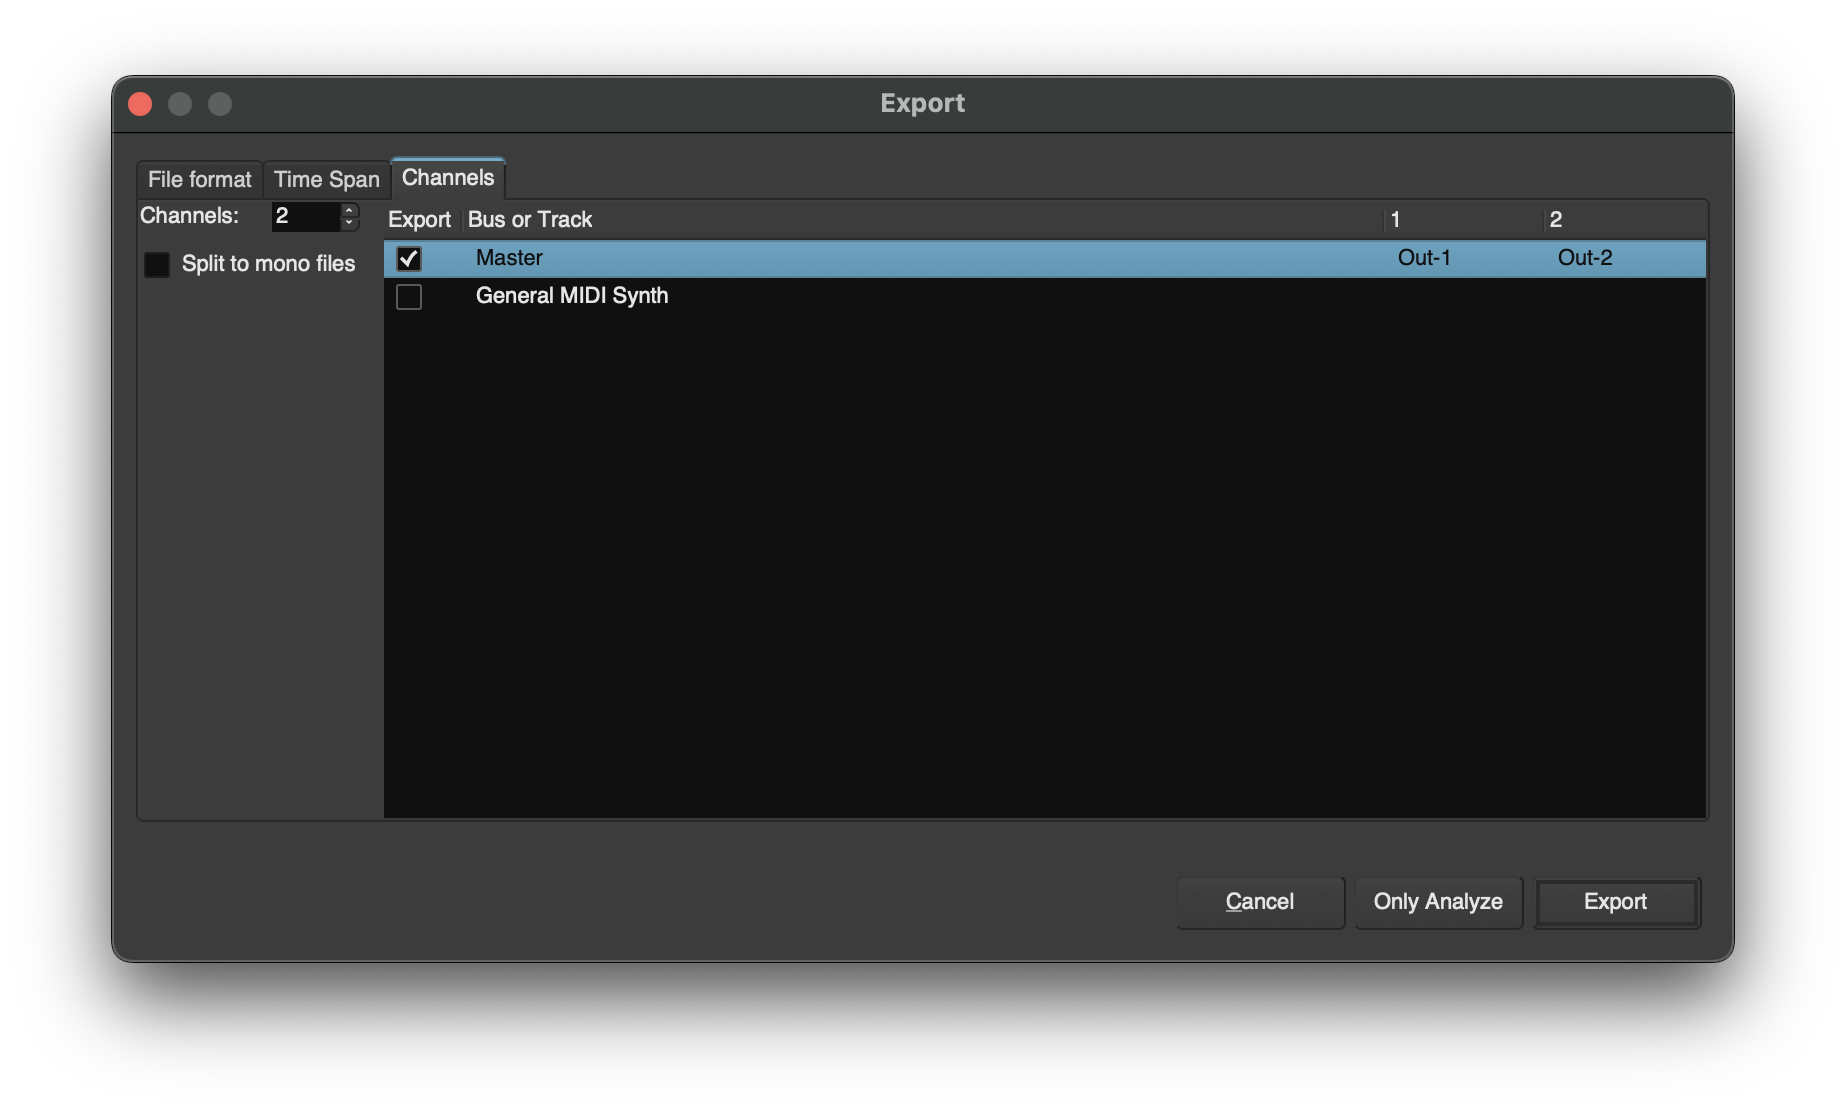 Export
File format Time Span Channels
Channels: 2
Split to mono files
Export Bus or Track 1 2
Master Out-1 Out-2
General MIDI Synth
Cancel Only Analyze Export